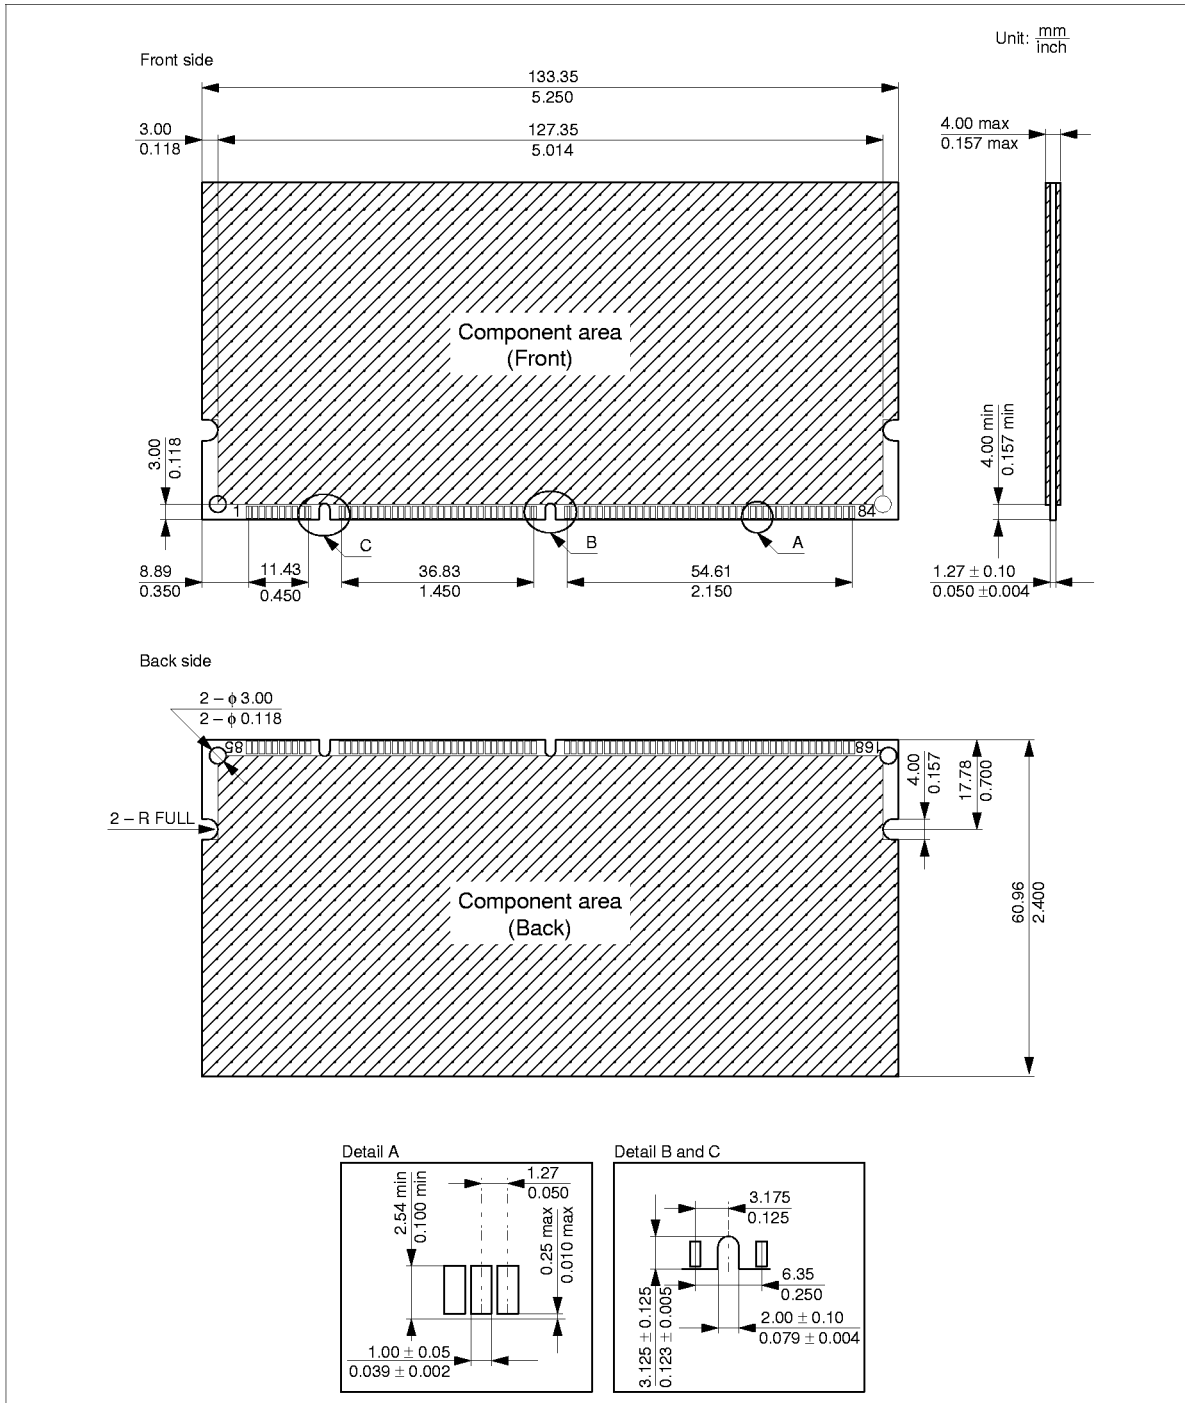 Unit: mm
inch
Front side
133.35
5.250
3.00
0.118
127.35
5.014
4.00 max
0.157 max
Component area
(Front)
3.00
0.118
4.00 min
0.157 min
1
84
C
B
A
8.89
0.350
11.43
0.450
36.83
1.450
54.61
2.150
1.27 ± 0.10
0.050 ±0.004
Back side
2 – ϕ 3.00
2 – ϕ 0.118
85
168
4.00
0.157
17.78
0.700
2 – R FULL
Component area
(Back)
60.96
2.400
Detail A
2.54 min
0.100 min
1.27
0.050
0.25 max
0.010 max
1.00 ± 0.05
0.039 ± 0.002
Detail B and C
3.175
0.125
3.125 ± 0.125
0.123 ± 0.005
6.35
0.250
2.00 ± 0.10
0.079 ± 0.004